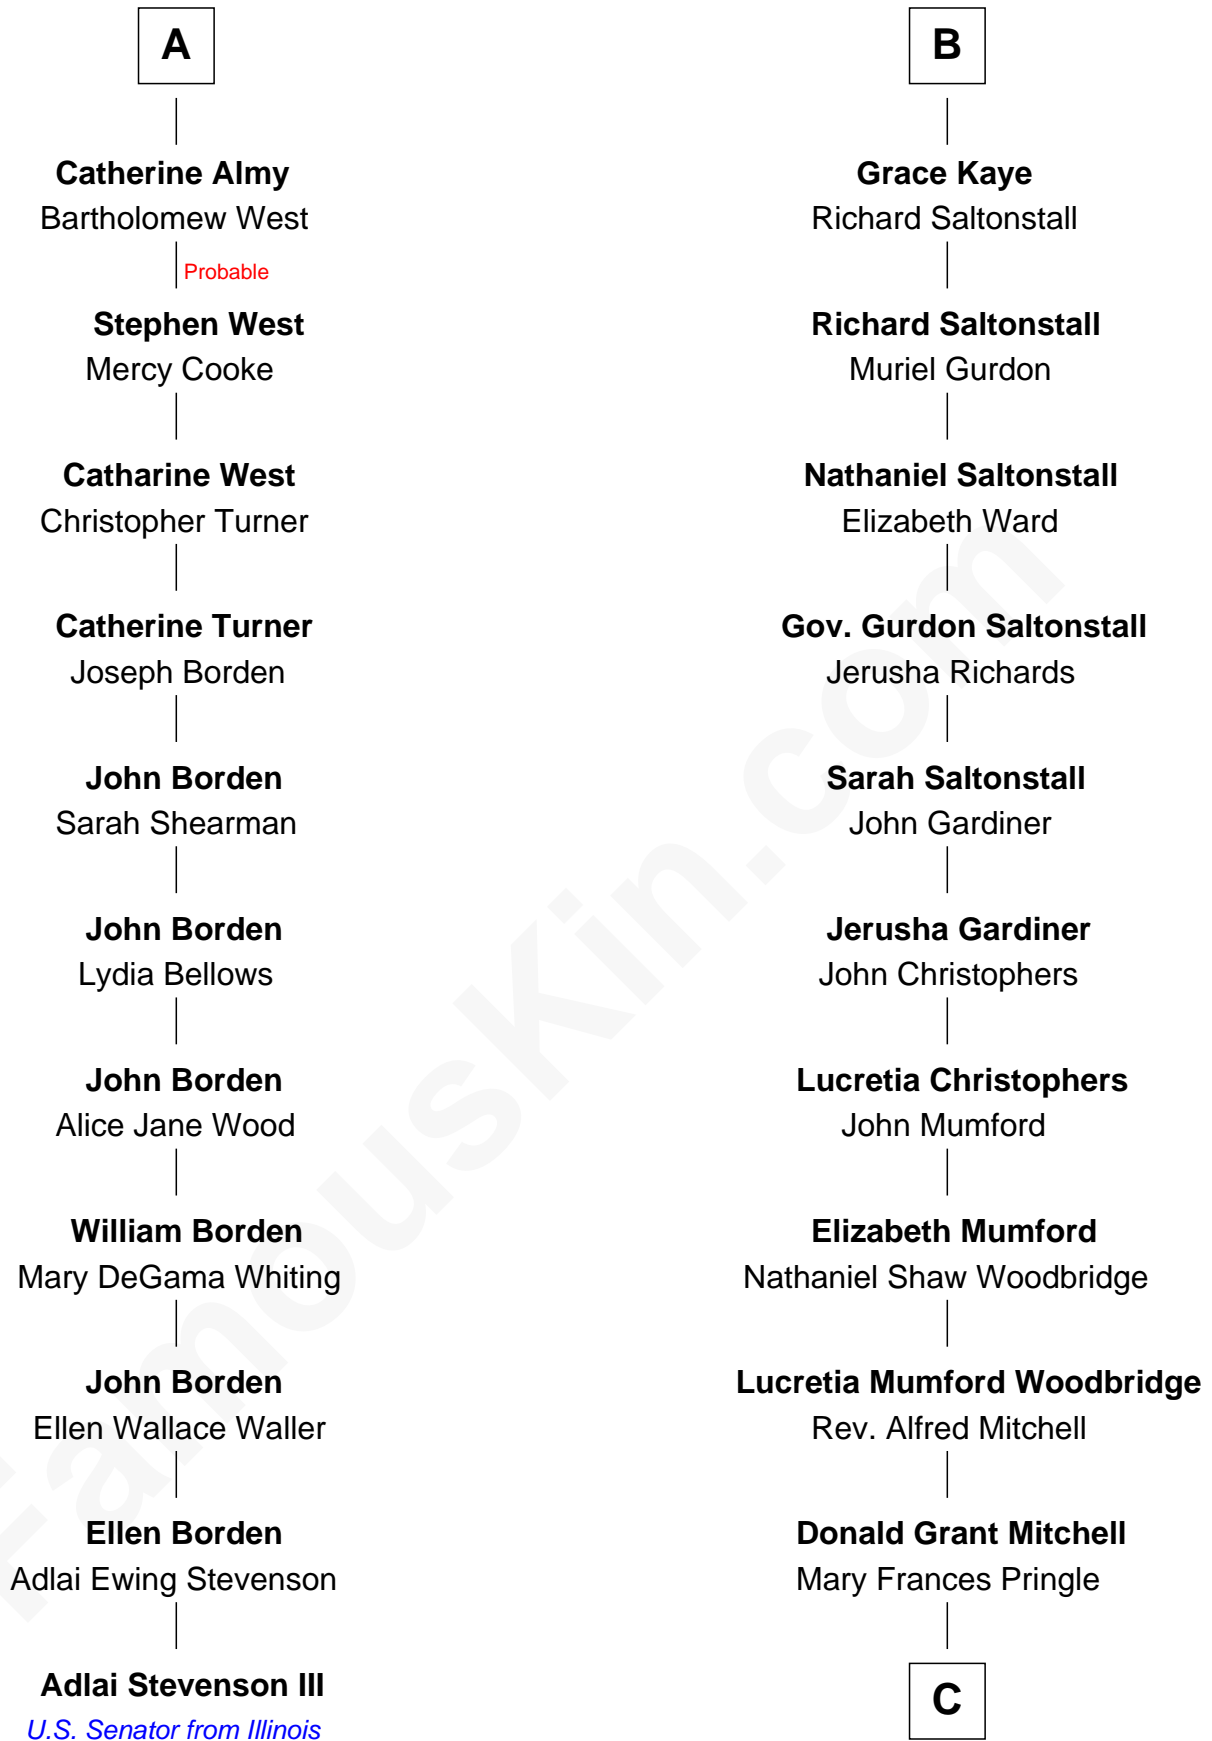 A
Catherine Almy
Bartholomew West
Probable
Stephen West
Mercy Cooke
Catharine West
Christopher Turner
Catherine Turner
Joseph Borden
John Borden
Sarah Shearman
John Borden
Lydia Bellows
John Borden
Alice Jane Wood
William Borden
Mary DeGama Whiting
John Borden
Ellen Wallace Waller
Ellen Borden
Adlai Ewing Stevenson
Adlai Stevenson III
U.S. Senator from Illinois
B
Grace Kaye
Richard Saltonstall
Richard Saltonstall
Muriel Gurdon
Nathaniel Saltonstall
Elizabeth Ward
Gov. Gurdon Saltonstall
Jerusha Richards
Sarah Saltonstall
John Gardiner
Jerusha Gardiner
John Christophers
Lucretia Christophers
John Mumford
Elizabeth Mumford
Nathaniel Shaw Woodbridge
Lucretia Mumford Woodbridge
Rev. Alfred Mitchell
Donald Grant Mitchell
Mary Frances Pringle
C
FamousKin.com